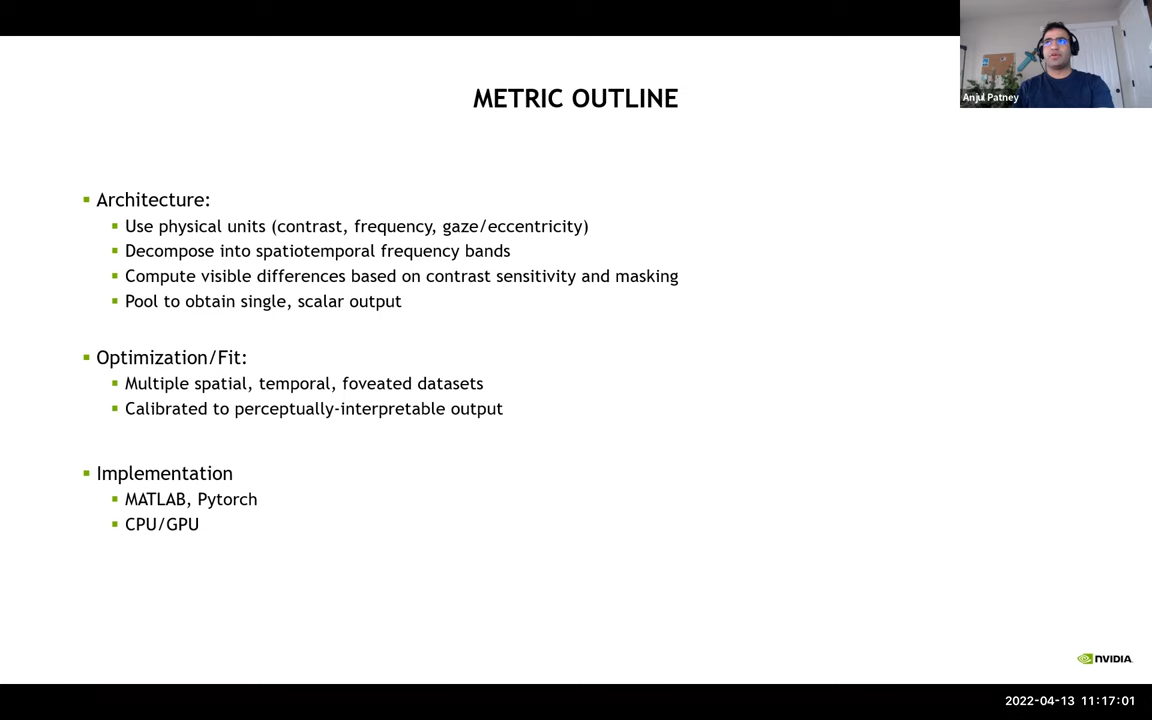 METRIC OUTLINE
Anjul Patney
Architecture:
Use physical units (contrast, frequency, gaze/eccentricity)
Decompose into spatiotemporal frequency bands
Compute visible differences based on contrast sensitivity and masking
Pool to obtain single, scalar output
Optimization/Fit:
Multiple spatial, temporal, foveated datasets
Calibrated to perceptually-interpretable output
Implementation
MATLAB, Pytorch
CPU/GPU
NVIDIA.
2022-04-13 11:17:01